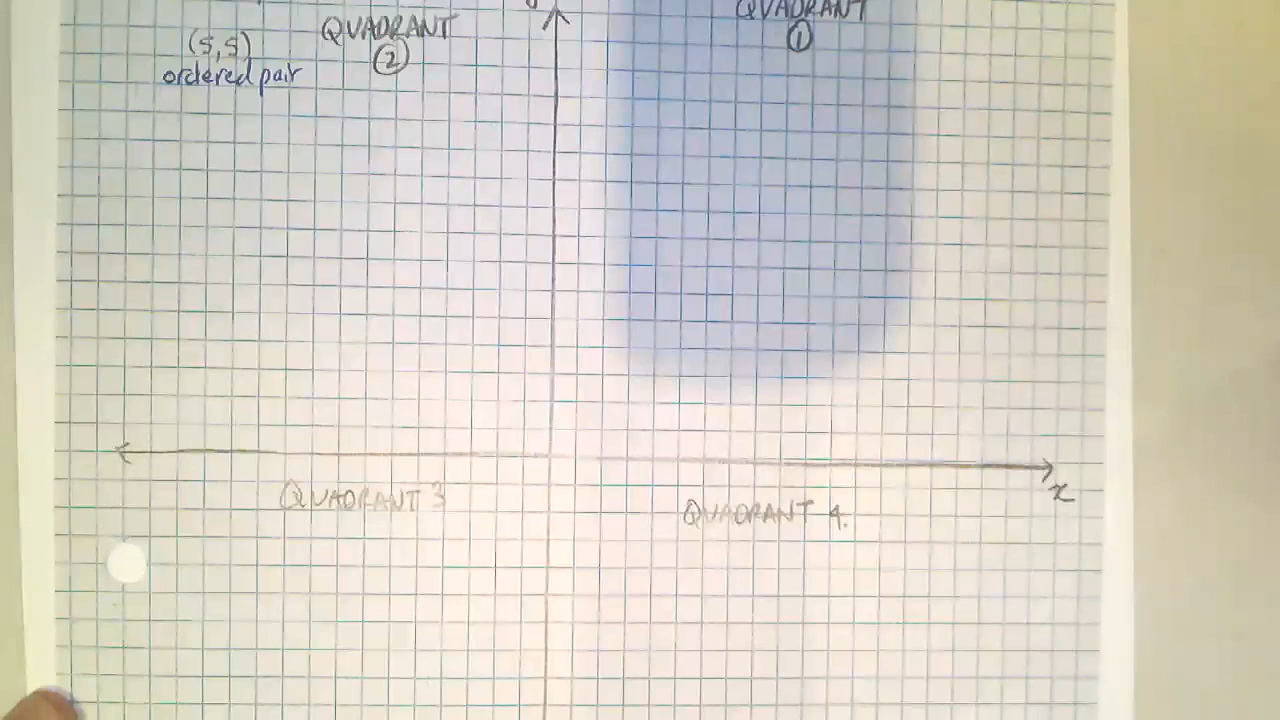 QUADRANT
①
QUADRANT
②
(5,5)
ordered pair
x
QUADRANT 3
QUADRANT 4.